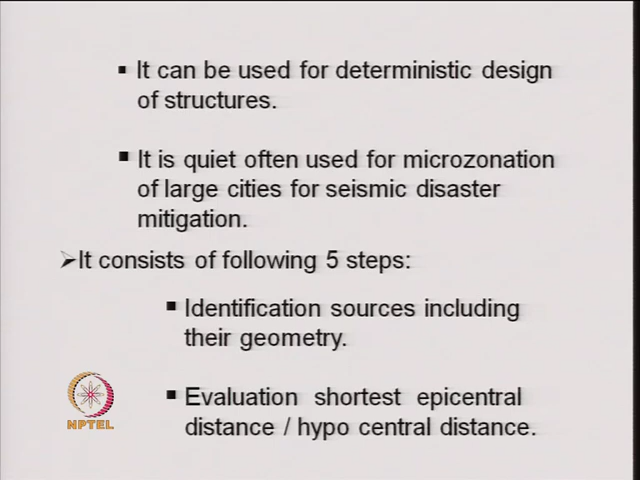 It can be used for deterministic design
of structures.
It is quiet often used for microzonation
of large cities for seismic disaster
mitigation.
It consists of following 5 steps:
Identification sources including
their geometry.
Evaluation shortest epicentral
distance / hypo central distance.
NPTEL